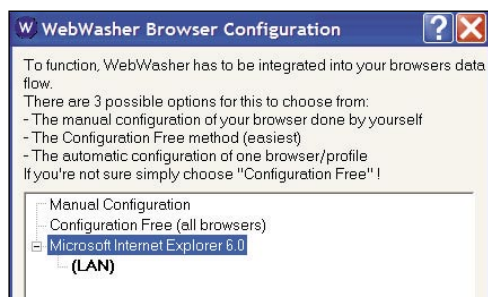 W WebWasher Browser Configuration ? X
To function, WebWasher has to be integrated into your browsers data
flow.
There are 3 possible options for this to choose from:
- The manual configuration of your browser done by yourself
- The Configuration Free method (easiest)
- The automatic configuration of one browser/profile
If you're not sure simply choose "Configuration Free" !
Manual Configuration
Configuration Free (all browsers)
Microsoft Internet Explorer 6.0
(LAN)